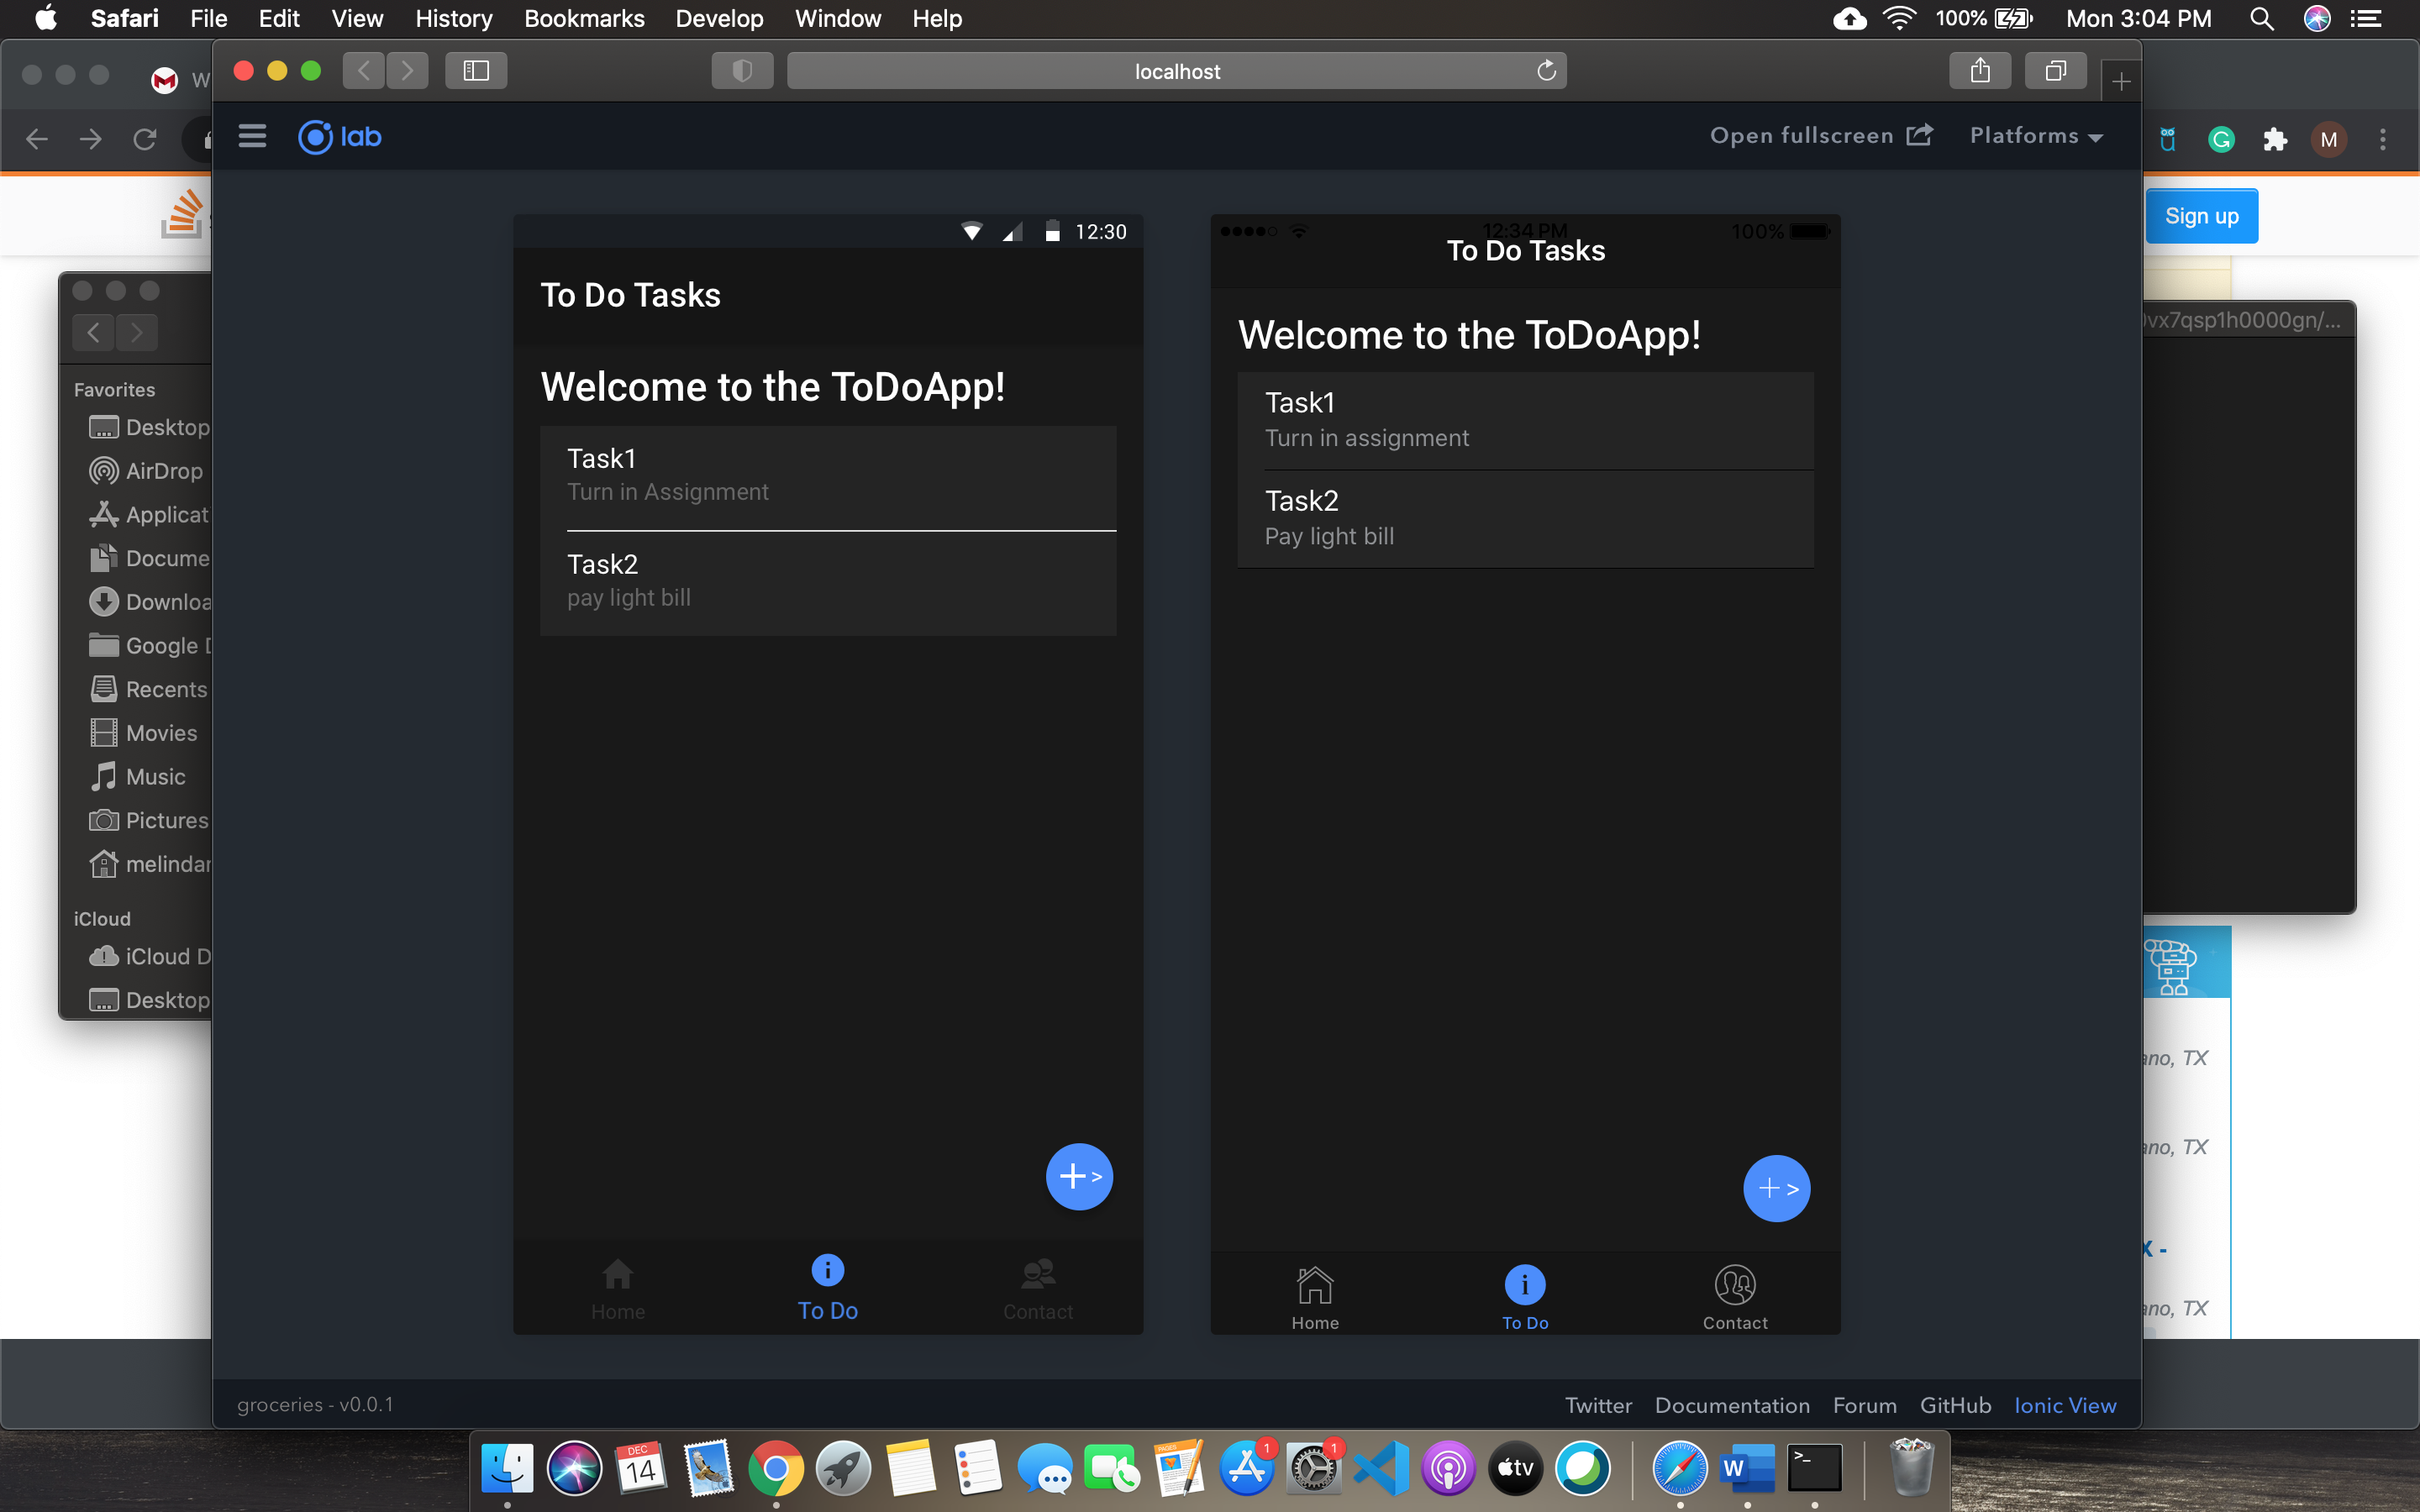 Safari File Edit View History Bookmarks Develop Window Help 100% Mon 3:04 PM
W
localhost
lab
Open fullscreen Platforms
M
Sign up
12:30
To Do Tasks
Welcome to the ToDoApp!
Task1
Turn in Assignment
Task2
pay light bill
+ >
Home
To Do
Contact
12:34 PM
100%
To Do Tasks
Welcome to the ToDoApp!
Task1
Turn in assignment
Task2
Pay light bill
+ >
Home
To Do
Contact
Favorites
Desktop
AirDrop
Applicat
Docume
Downloa
Google D
Recents
Movies
Music
Pictures
melindar
iCloud
iCloud D
Desktop
vx7qsp1h0000gn/...
ano, TX
ano, TX
X -
ano, TX
groceries - v0.0.1
Twitter Documentation Forum GitHub Ionic View
DEC
14
PAGES
1
1
tv
W
>_